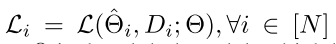 ℒᵢ = ℒ(Θ̂ᵢ, Dᵢ; Θ), ∀i ∈ [N]